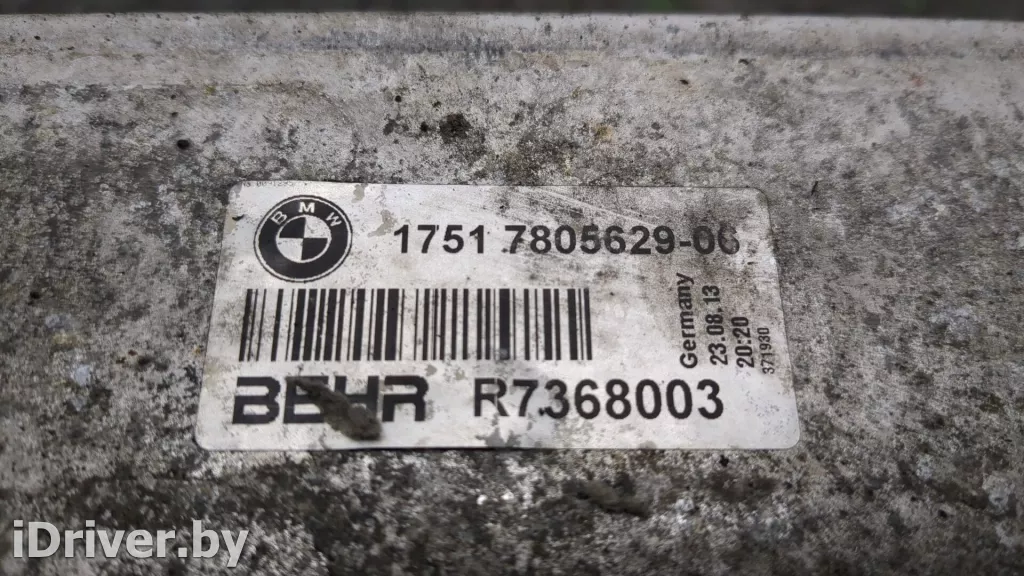 BMW
1751 7805629-06
Germany
23.08.13
20:20
371930
BEHR R7368003
iDriver.by